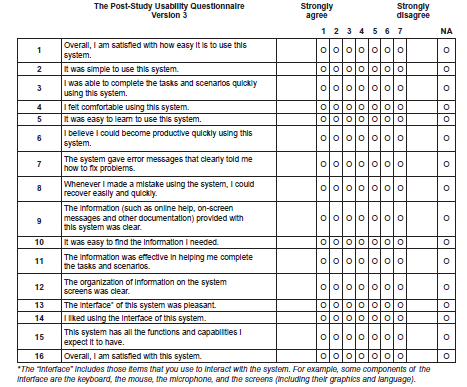 The Post-Study Usability Questionnaire Strongly Strongly
Version 3 agree disagree
1 2 3 4 5 6 7 NA
1 Overall, I am satisfied with how easy it is to use this
system. O O O O O O O O
2 It was simple to use this system. O O O O O O O O
3 I was able to complete the tasks and scenarios quickly
using this system. O O O O O O O O
4 I felt comfortable using this system. O O O O O O O O
5 It was easy to learn to use this system. O O O O O O O O
6 I believe I could become productive quickly using this
system. O O O O O O O O
7 The system gave error messages that clearly told me
how to fix problems. O O O O O O O O
8 Whenever I made a mistake using the system, I could
recover easily and quickly. O O O O O O O O
9 The information (such as online help, on-screen
messages and other documentation) provided with
this system was clear. O O O O O O O O
10 It was easy to find the information I needed. O O O O O O O O
11 The information was effective in helping me complete
the tasks and scenarios. O O O O O O O O
12 The organization of information on the system
screens was clear. O O O O O O O O
13 The interface* of this system was pleasant. O O O O O O O O
14 I liked using the interface of this system. O O O O O O O O
15 This system has all the functions and capabilities I
expect it to have. O O O O O O O O
16 Overall, I am satisfied with this system. O O O O O O O O
*The "interface" includes those items that you use to interact with the system. For example, some components of the
interface are the keyboard, the mouse, the microphone, and the screens (including their graphics and language).